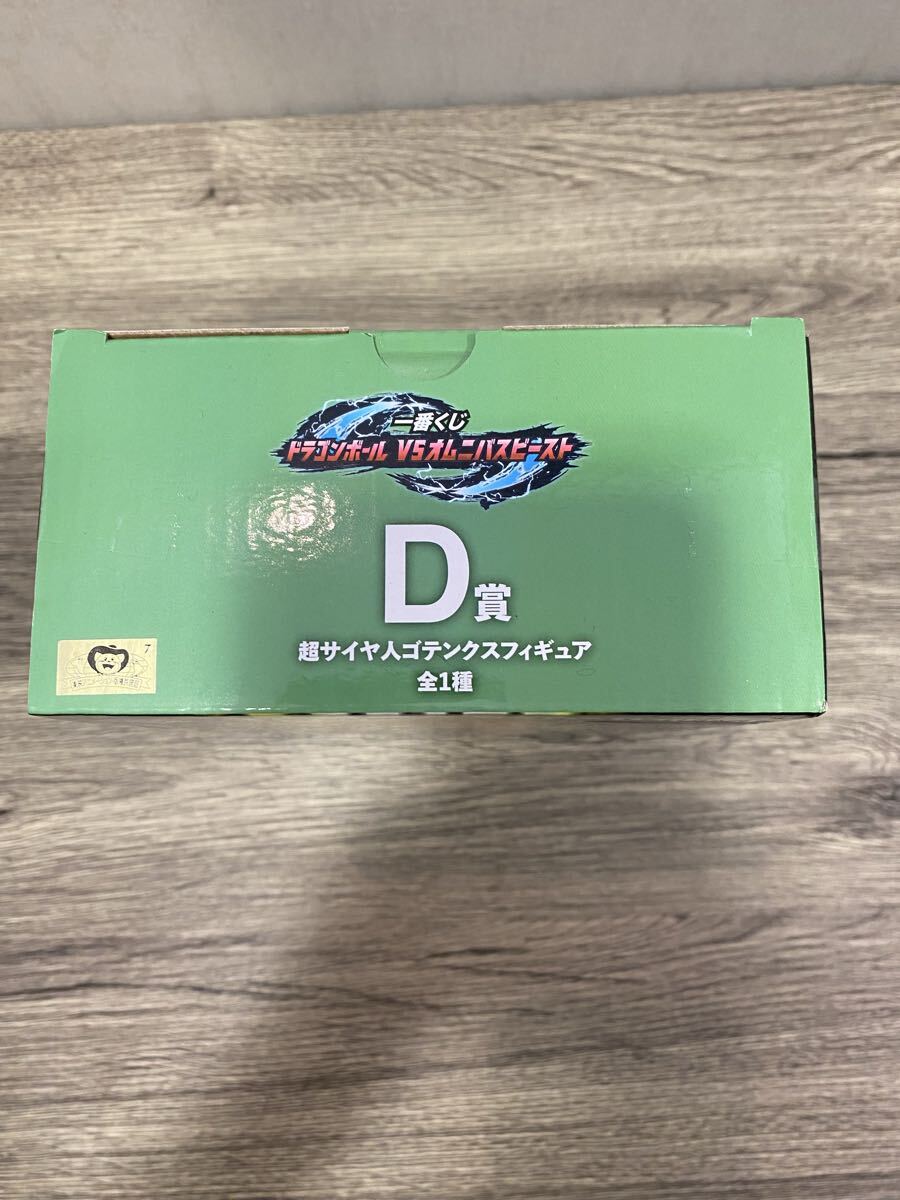 一番くじ
ドラゴンボール VSオムニバスビースト
D賞
超サイヤ人ゴテンクスフィギュア
全1種
7